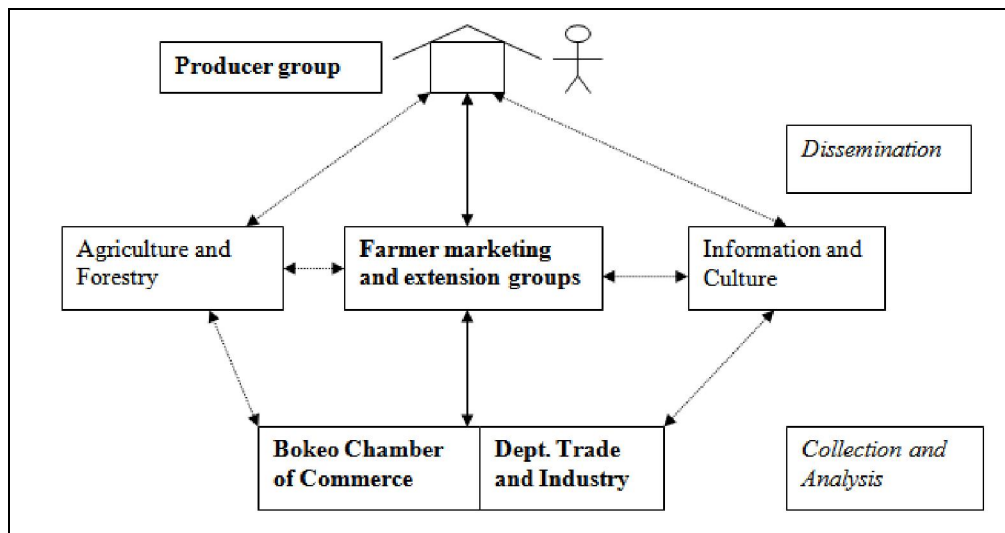 Producer group
Dissemination
Agriculture and
Forestry
Farmer marketing
and extension groups
Information and
Culture
Bokeo Chamber
of Commerce
Dept. Trade
and Industry
Collection and
Analysis